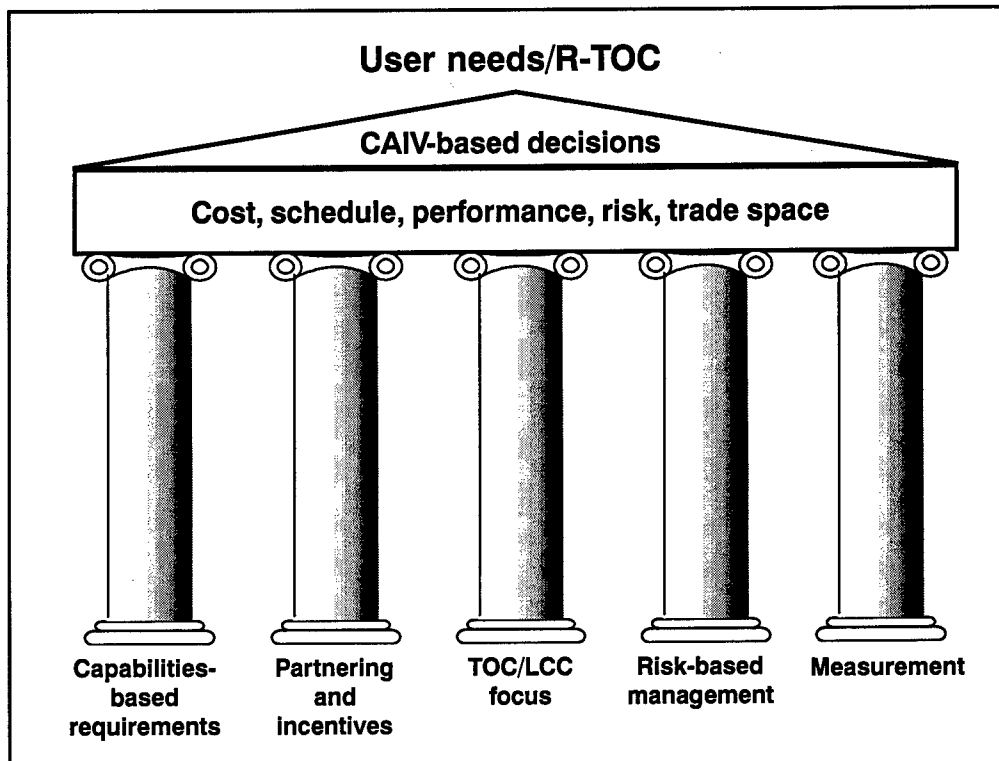 User needs/R-TOC
CAIV-based decisions
Cost, schedule, performance, risk, trade space
Capabilities-
based
requirements
Partnering
and
incentives
TOC/LCC
focus
Risk-based
management
Measurement